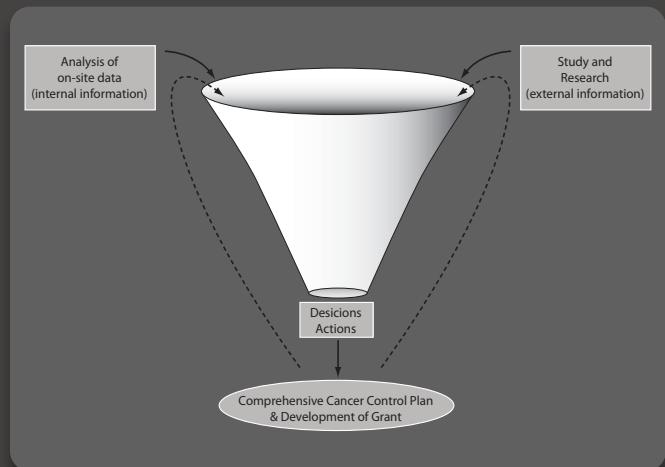 Analysis of
on-site data
(internal information)
Study and
Research
(external information)
Desicions
Actions
Comprehensive Cancer Control Plan
& Development of Grant